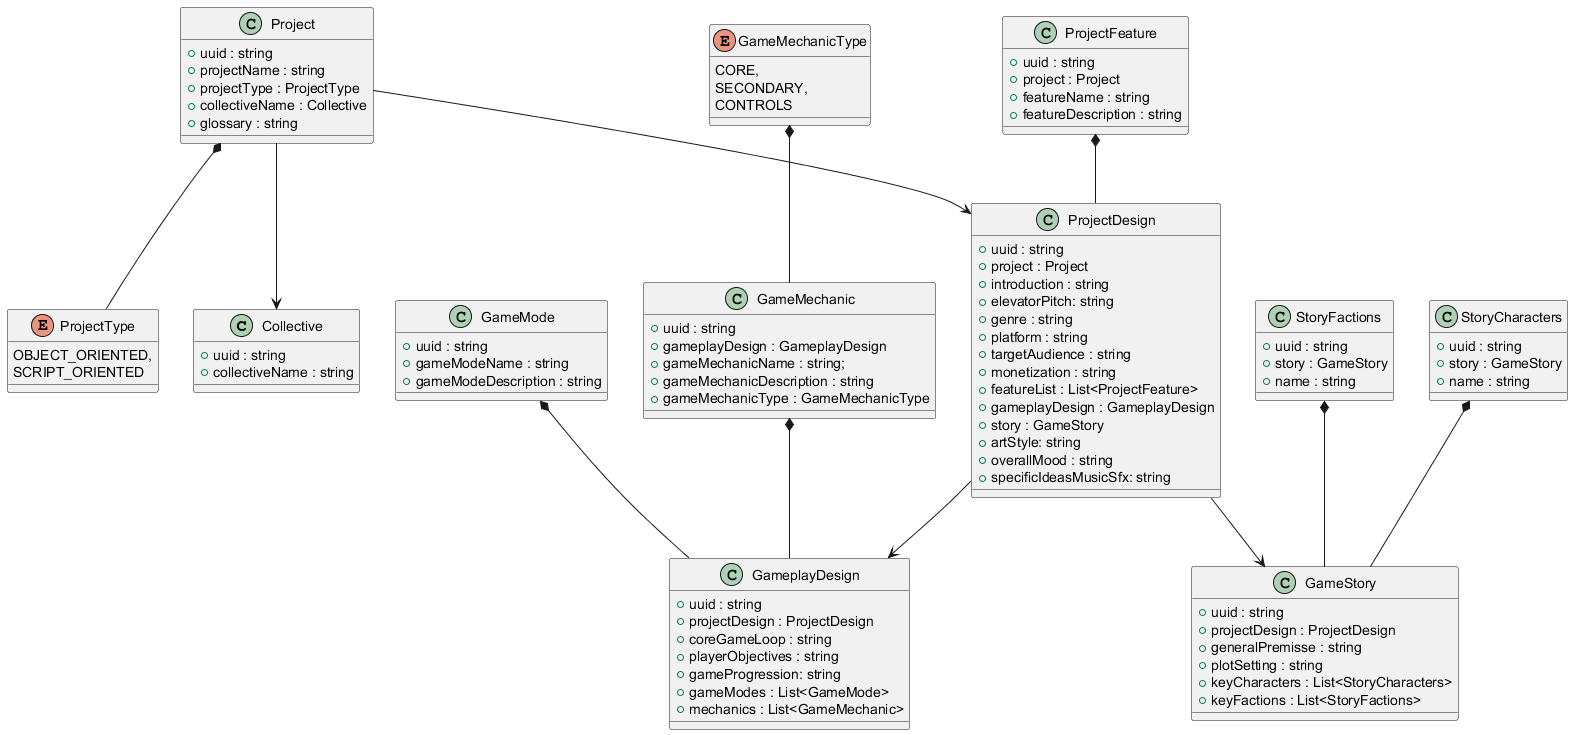 C Project
uuid : string
projectName : string
projectType : ProjectType
collectiveName : Collective
glossary : string
E GameMechanicType
CORE,
SECONDARY,
CONTROLS
C ProjectFeature
uuid : string
project : Project
featureName : string
featureDescription : string
E ProjectType
OBJECT_ORIENTED,
SCRIPT_ORIENTED
C Collective
uuid : string
collectiveName : string
C GameMode
uuid : string
gameModeName : string
gameModeDescription : string
C GameMechanic
uuid : string
gameplayDesign : GameplayDesign
gameMechanicName : string;
gameMechanicDescription : string
gameMechanicType : GameMechanicType
C ProjectDesign
uuid : string
project : Project
introduction : string
elevatorPitch: string
genre : string
platform : string
targetAudience : string
monetization : string
featureList : List<ProjectFeature>
gameplayDesign : GameplayDesign
story : GameStory
artStyle: string
overallMood : string
specificIdeasMusicSfx: string
C StoryFactions
uuid : string
story : GameStory
name : string
C StoryCharacters
uuid : string
story : GameStory
name : string
C GameplayDesign
uuid : string
projectDesign : ProjectDesign
coreGameLoop : string
playerObjectives : string
gameProgression: string
gameModes : List<GameMode>
mechanics : List<GameMechanic>
C GameStory
uuid : string
projectDesign : ProjectDesign
generalPremisse : string
plotSetting : string
keyCharacters : List<StoryCharacters>
keyFactions : List<StoryFactions>